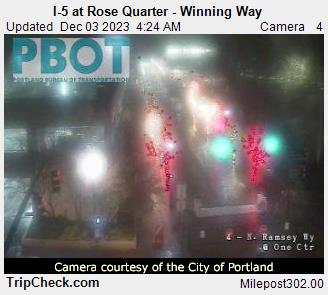 I-5 at Rose Quarter - Winning Way
Updated  Dec 03 2023  4:24 AM Camera 4
PBOT
PORTLAND BUREAU OF TRANSPORTATION
4 - N. Ramsey Wy
@ One Ctr
Camera courtesy of the City of Portland
TripCheck.com Milepost302.00